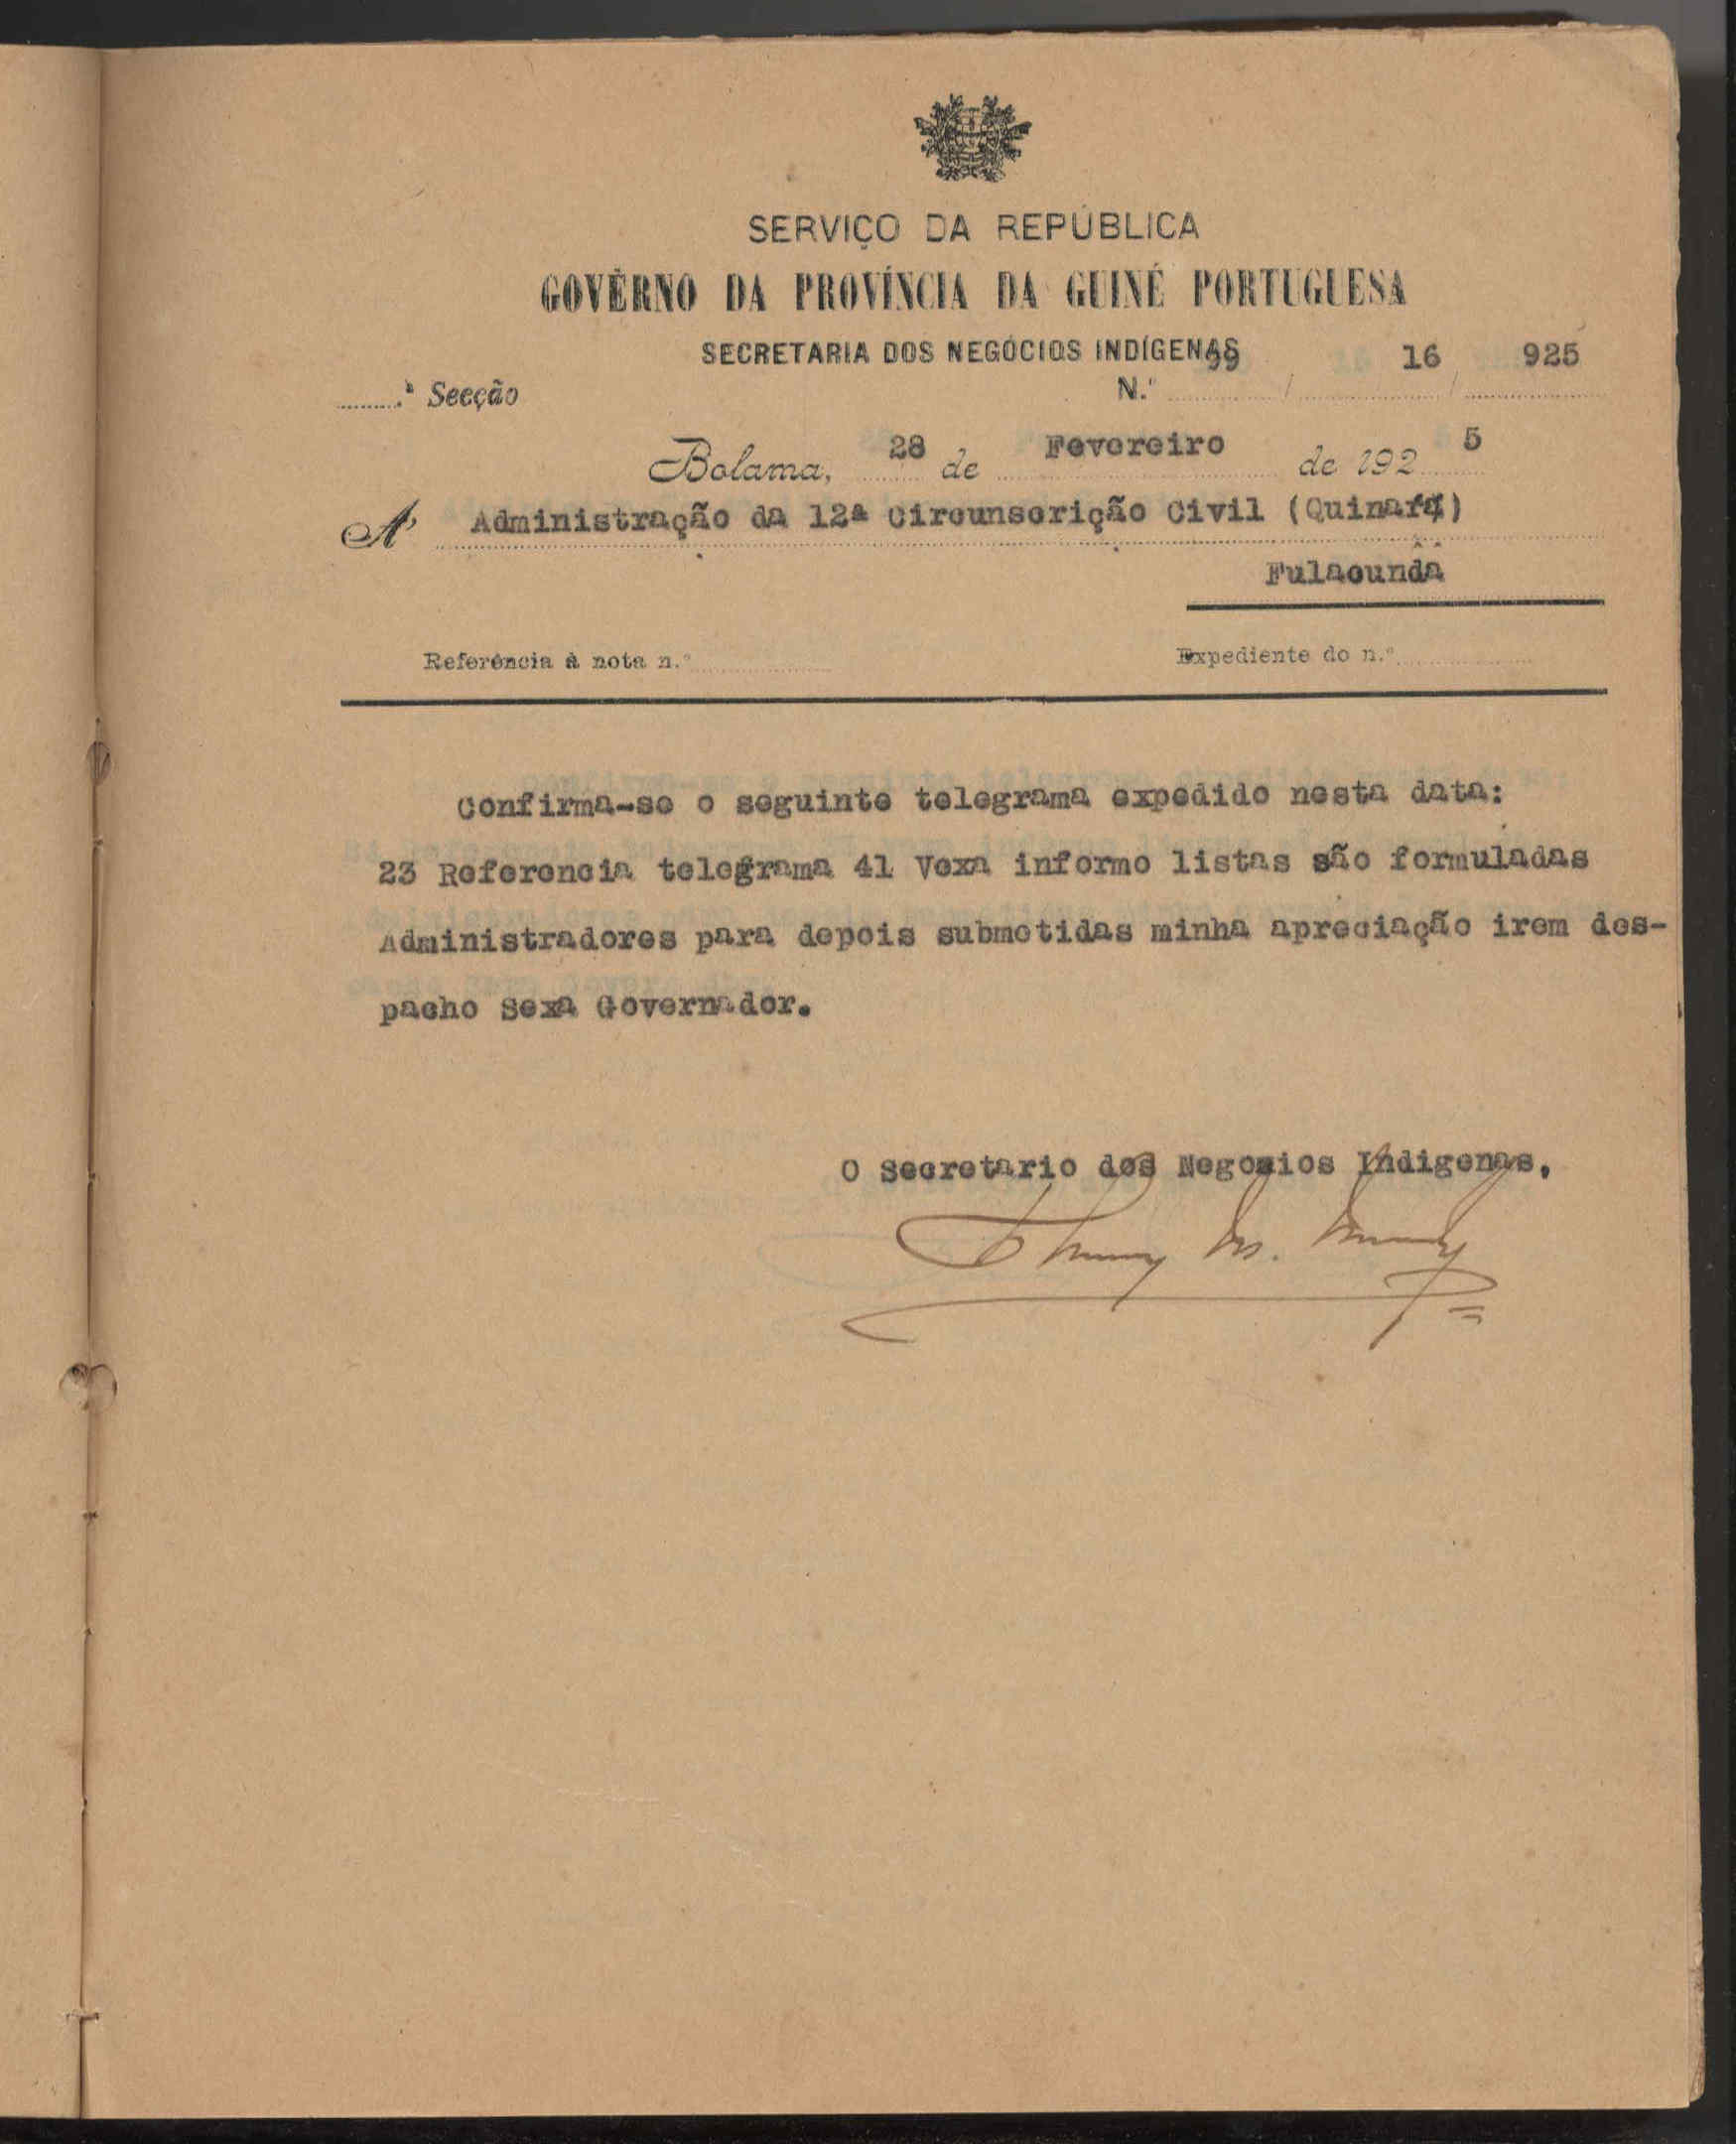 SERVIÇO DA REPÚBLICA
GOVÊRNO DA PROVÍNCIA DA GUINÉ PORTUGUESA
SECRETARIA DOS NEGÓCIOS INDÍGENAS
.....ª Secção N.º 99 / 16 / 925
Bolama, 28 de Fevereiro de 1925
A' Administração da 12ª Circunscrição Civil (Quinará)
Fulacunda
Referência à nota n.º Expediente do n.º
Confirma-se o seguinte telegrama expedido nesta data:
23 Referencia telegrama 41 Vexa informo listas são formuladas
Administradores para depois submetidas minha apreciação irem des-
pacho Sexa Governador.
O Secretario dos Negocios Indigenas,